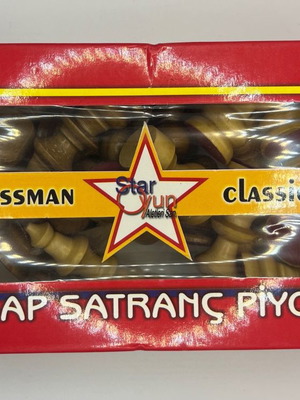 SSMAN
Star
Oyun
classic
AP SATRANÇ PİYO